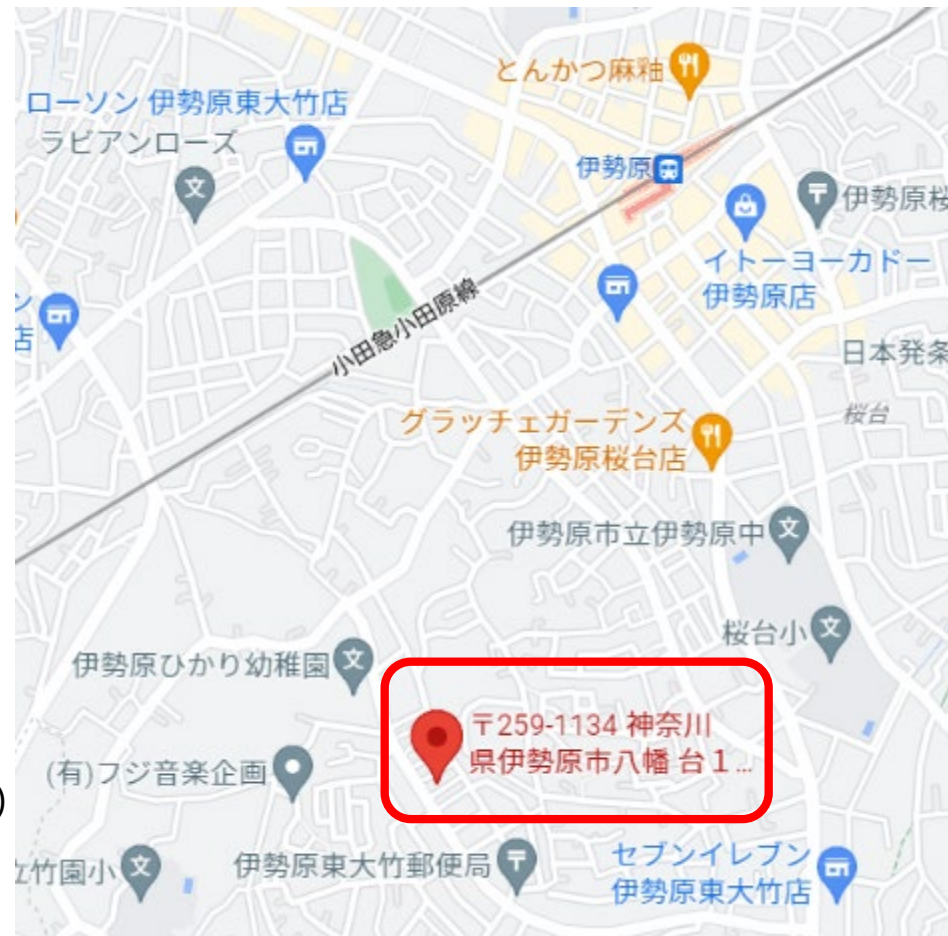 とんかつ麻釉
ローソン 伊勢原東大竹店
ラビアンローズ
伊勢原
伊勢原桜
イトーヨーカドー
伊勢原店
ン
店
小田急小田原線
日本発条
桜台
グラッチェガーデンズ
伊勢原桜台店
伊勢原市立伊勢原中
桜台小
伊勢原ひかり幼稚園
〒259-1134 神奈川
県伊勢原市八幡 台１...
(有)フジ音楽企画
)
立竹園小
伊勢原東大竹郵便局
セブンイレブン
伊勢原東大竹店